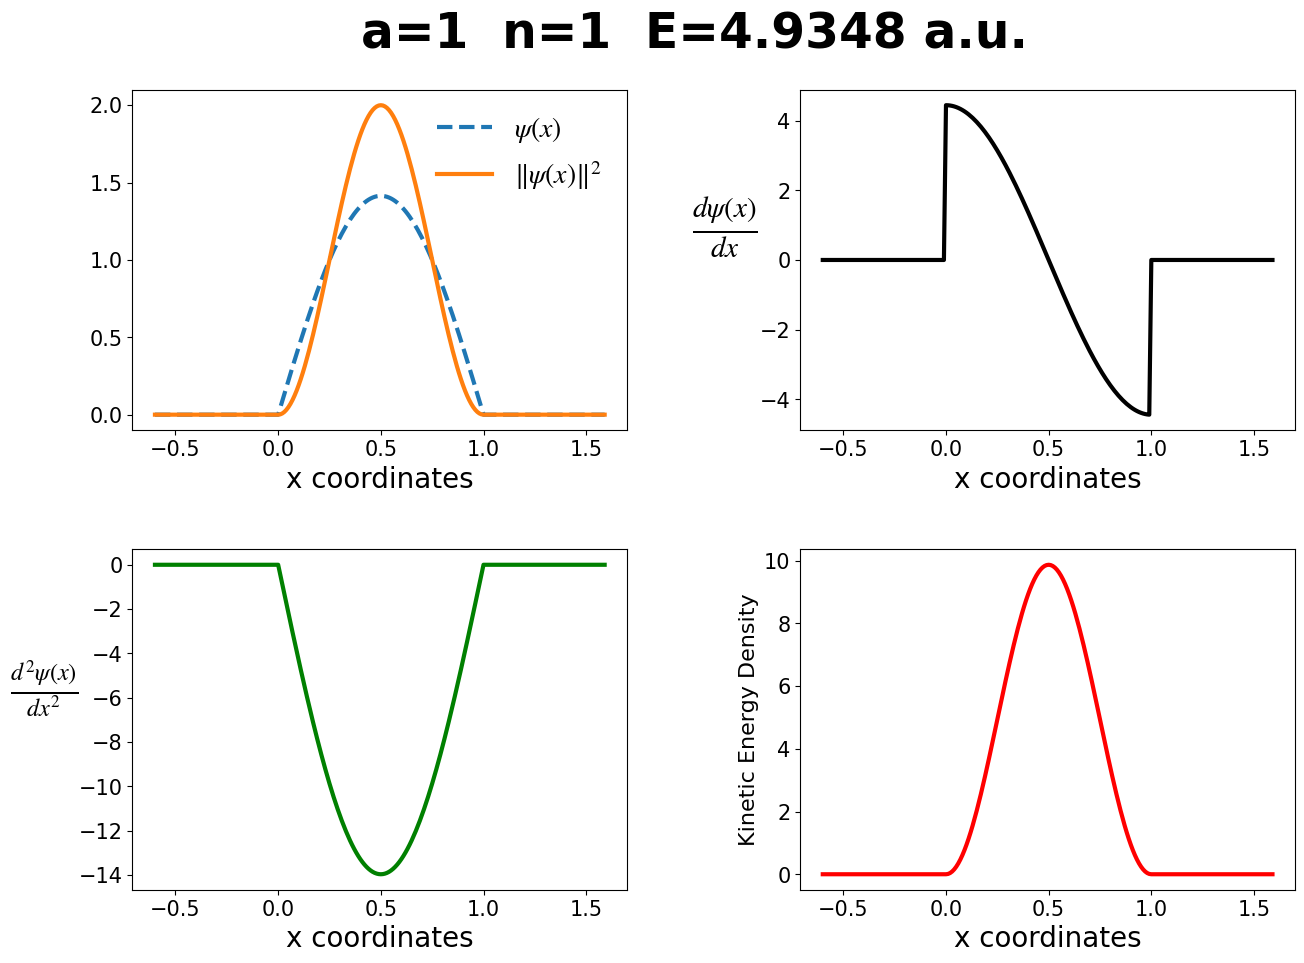 a=1  n=1  E=4.9348 a.u.
2.0
1.5
1.0
0.5
0.0
ψ(x)
‖ψ(x)‖²
−0.5 0.0 0.5 1.0 1.5
x coordinates
dψ(x)
dx
4
2
0
−2
−4
−0.5 0.0 0.5 1.0 1.5
x coordinates
d²ψ(x)
dx²
0
−2
−4
−6
−8
−10
−12
−14
−0.5 0.0 0.5 1.0 1.5
x coordinates
Kinetic Energy Density
10
8
6
4
2
0
−0.5 0.0 0.5 1.0 1.5
x coordinates